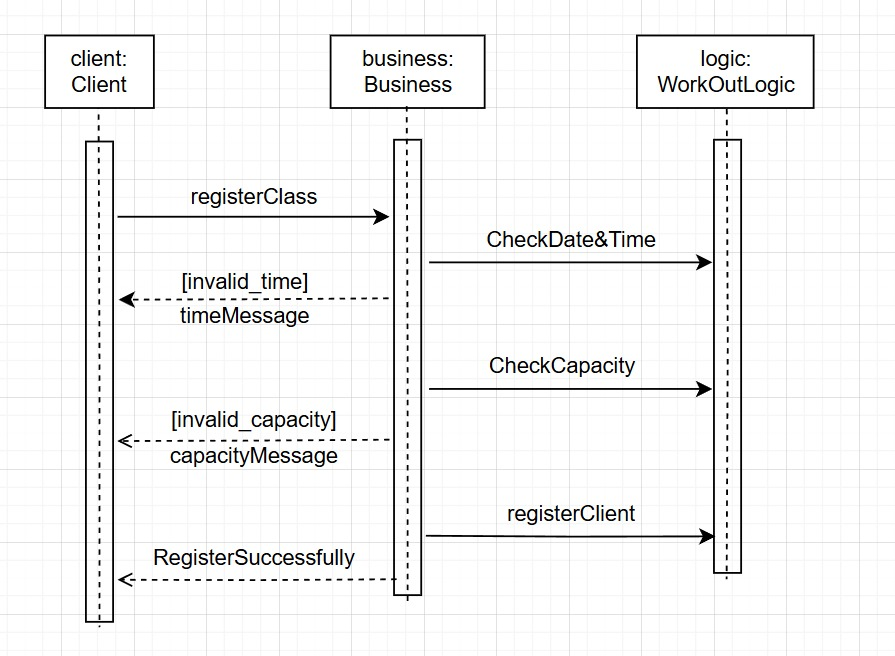 client:
Client
business:
Business
logic:
WorkOutLogic
registerClass
CheckDate&Time
[invalid_time]
timeMessage
CheckCapacity
[invalid_capacity]
capacityMessage
registerClient
RegisterSuccessfully